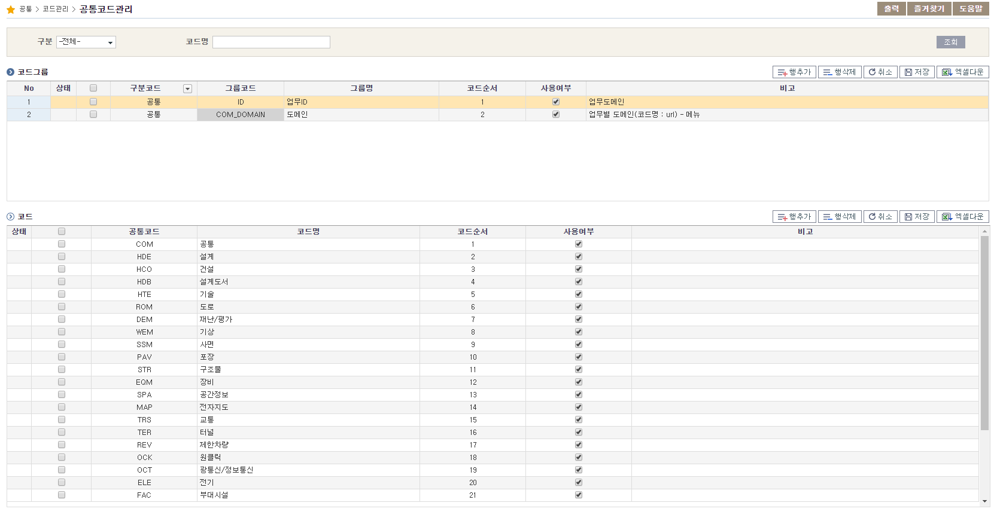 공통 > 코드관리 > 공통코드관리 출력 즐겨찾기 도움말
구분 -전체- 코드명 조회
코드그룹 행추가 행삭제 취소 저장 엑셀다운
No 상태 구분코드 그룹코드 그룹명 코드순서 사용여부 비고
1 공통 ID 업무ID 1 업무도메인
2 공통 COM_DOMAIN 도메인 2 업무별 도메인(코드명 : url) - 메뉴
코드 행추가 행삭제 취소 저장 엑셀다운
상태 공통코드 코드명 코드순서 사용여부 비고
COM 공통 1
HDE 설계 2
HCO 건설 3
HDB 설계도서 4
HTE 기술 5
ROM 도로 6
DEM 재난/평가 7
WEM 기상 8
SSM 사면 9
PAV 포장 10
STR 구조물 11
EQM 장비 12
SPA 공간정보 13
MAP 전자지도 14
TRS 교통 15
TER 터널 16
REV 제한차량 17
OCK 원클릭 18
OCT 광통신/정보통신 19
ELE 전기 20
FAC 부대시설 21